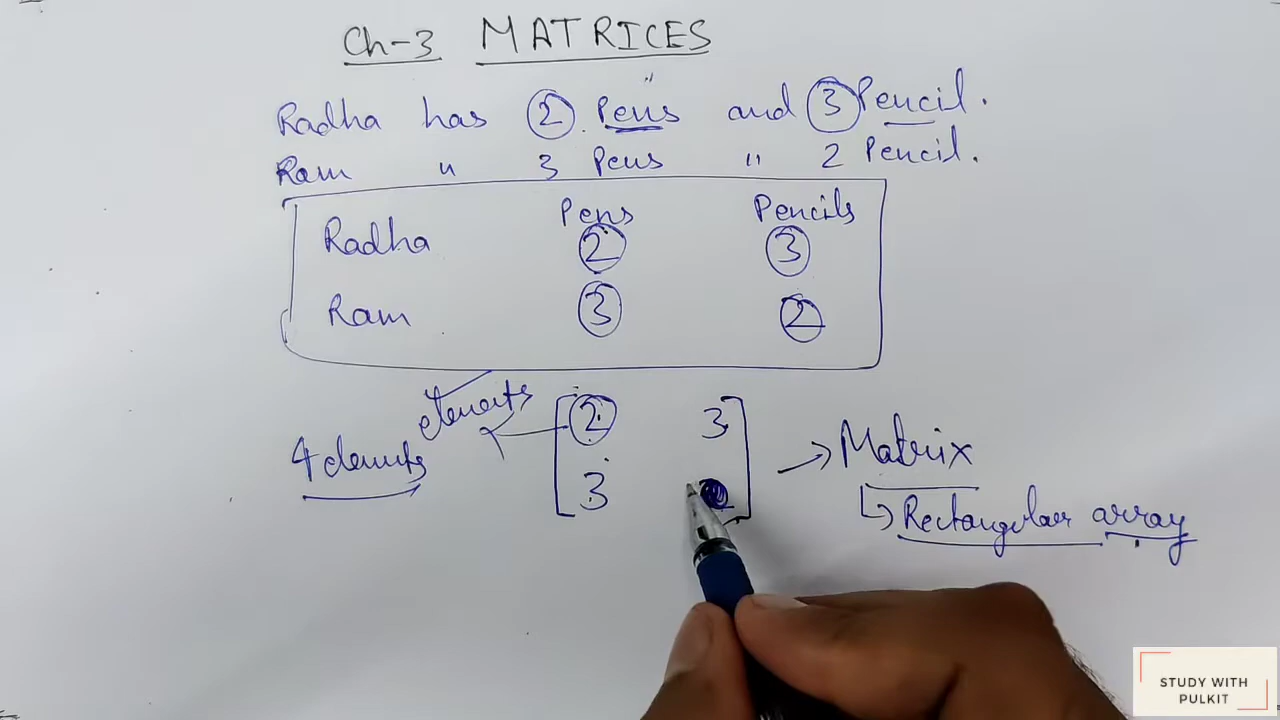 Ch-3 MATRICES
Radha has 2 Pens and 3 Pencil.
Ram " 3 Pens " 2 Pencil.
Pens Pencils
Radha 2 3
Ram 3 2
elements
4 elements
2 3
3
Matrix
Rectangular array
STUDY WITH
PULKIT